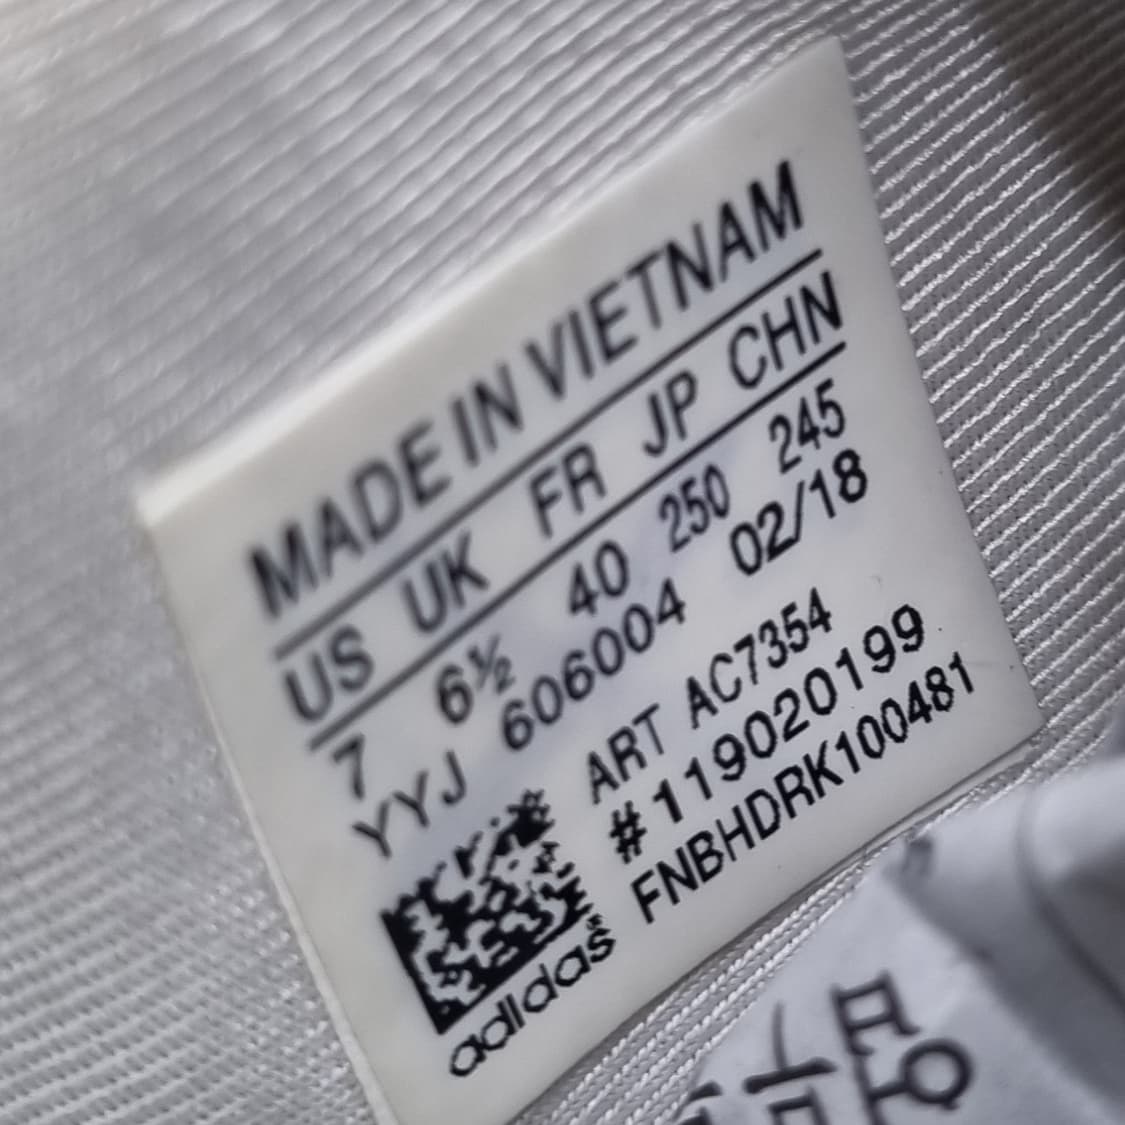 MADE IN VIETNAM
US UK FR JP CHN
7 6½ 40 250 245
YYJ 606004 02/18
ART AC7354
# 119020199
FNBHDRK100481
adidas